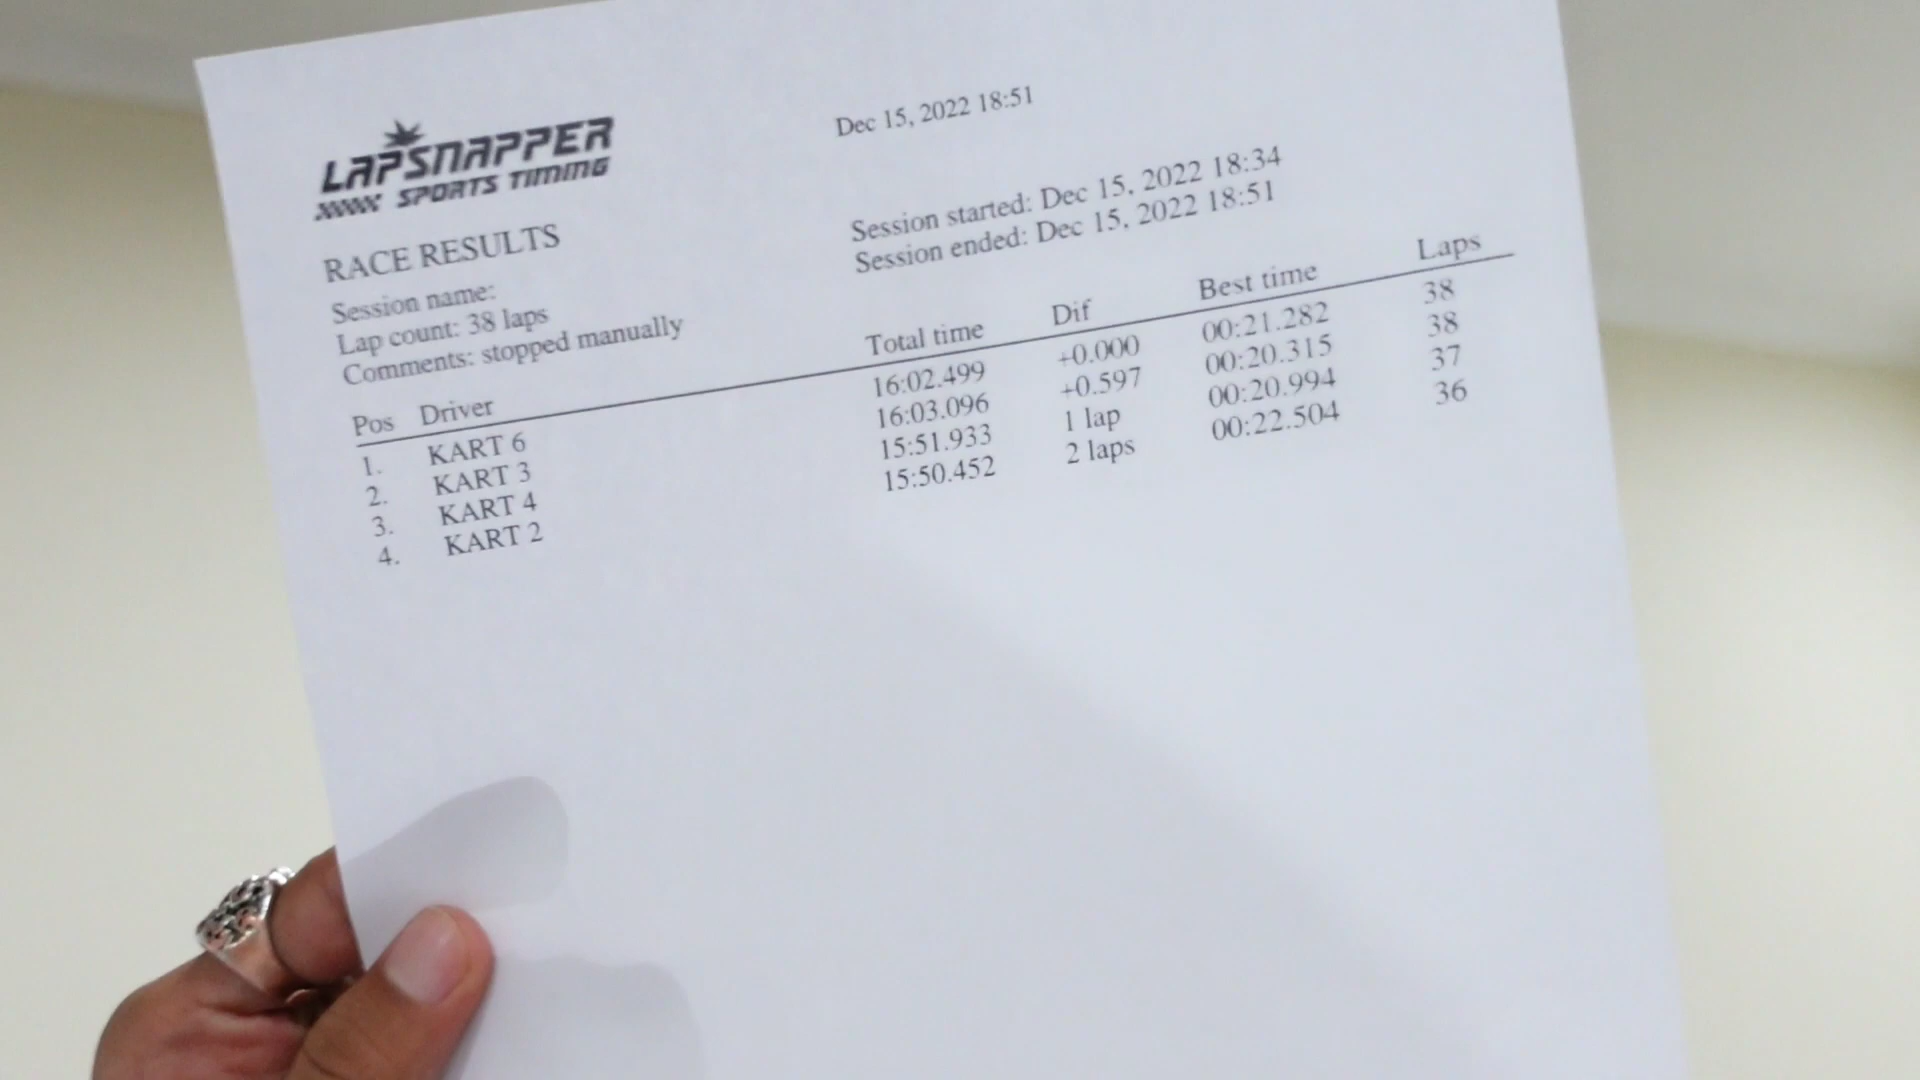 LAPSNAPPER
SPORTS TIMING
Dec 15, 2022 18:51
RACE RESULTS
Session started: Dec 15, 2022 18:34
Session ended: Dec 15, 2022 18:51
Session name:
Lap count: 38 laps
Comments: stopped manually
Pos Driver Total time Dif Best time Laps
1. KART 6 16:02.499 +0.000 00:21.282 38
2. KART 3 16:03.096 +0.597 00:20.315 38
3. KART 4 15:51.933 1 lap 00:20.994 37
4. KART 2 15:50.452 2 laps 00:22.504 36